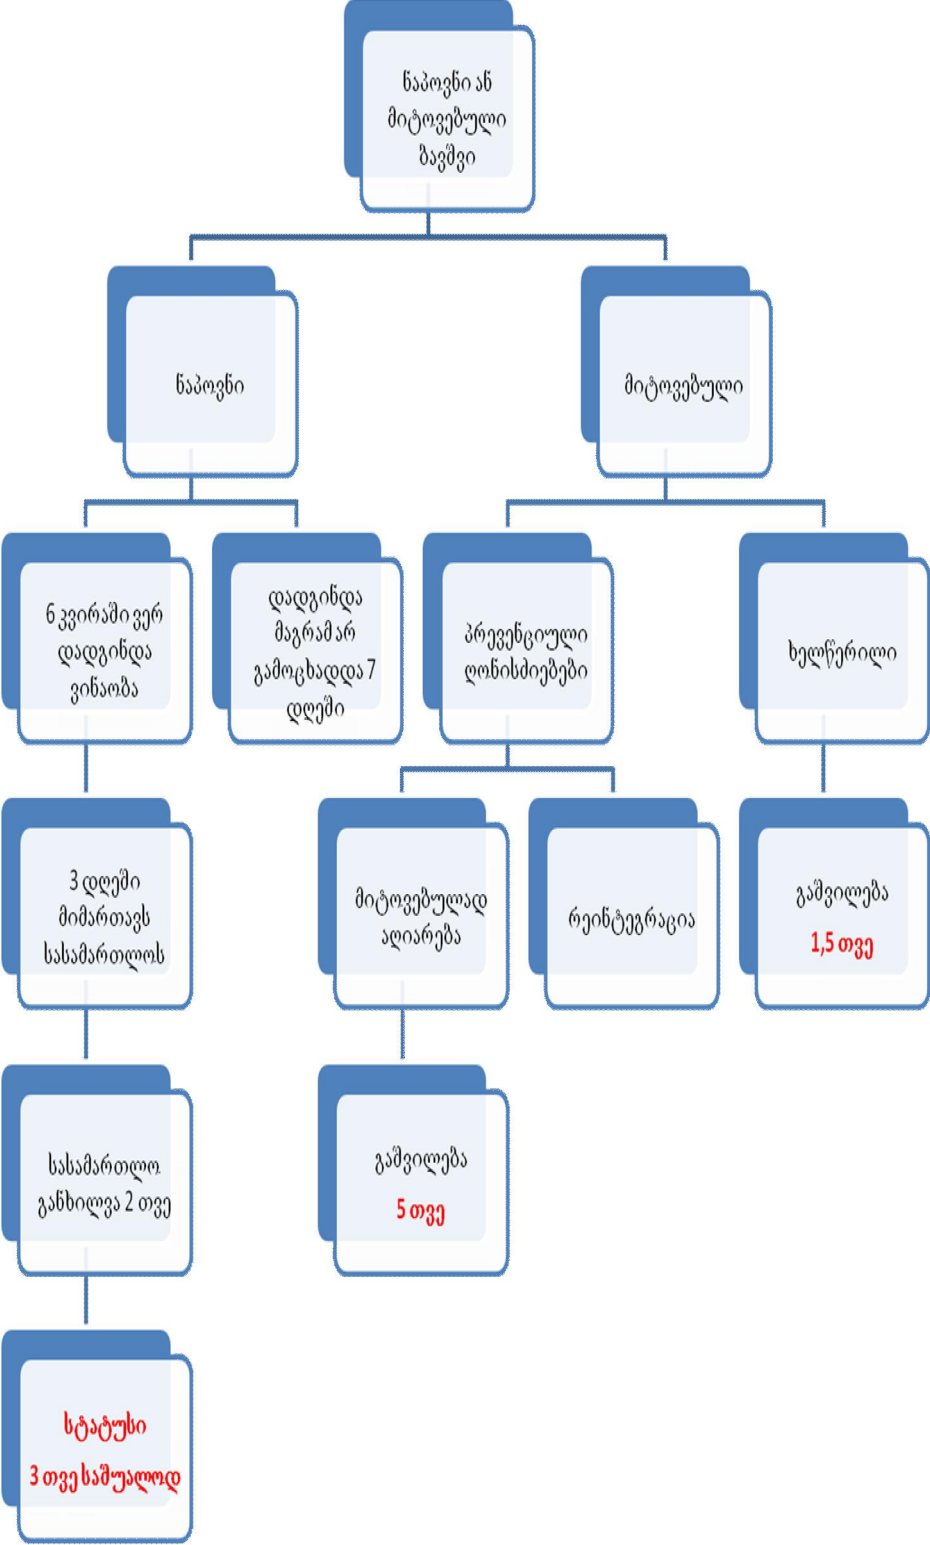 ნაპოვნი ან
მიტოვებული
ბავშვი
ნაპოვნი
მიტოვებული
6 კვირაში ვერ
დადგინდა
ვინაობა
დადგინდა
მაგრამ არ
გამოცხადდა 7
დღეში
პრევენციული
ღონისძიებები
ხელწერილი
3 დღეში
მიმართავს
სასამართლოს
მიტოვებულად
აღიარება
რეინტეგრაცია
გაშვილება
1,5 თვე
სასამართლო
განხილვა 2 თვე
გაშვილება
5 თვე
სტატუსი
3 თვე საშუალოდ